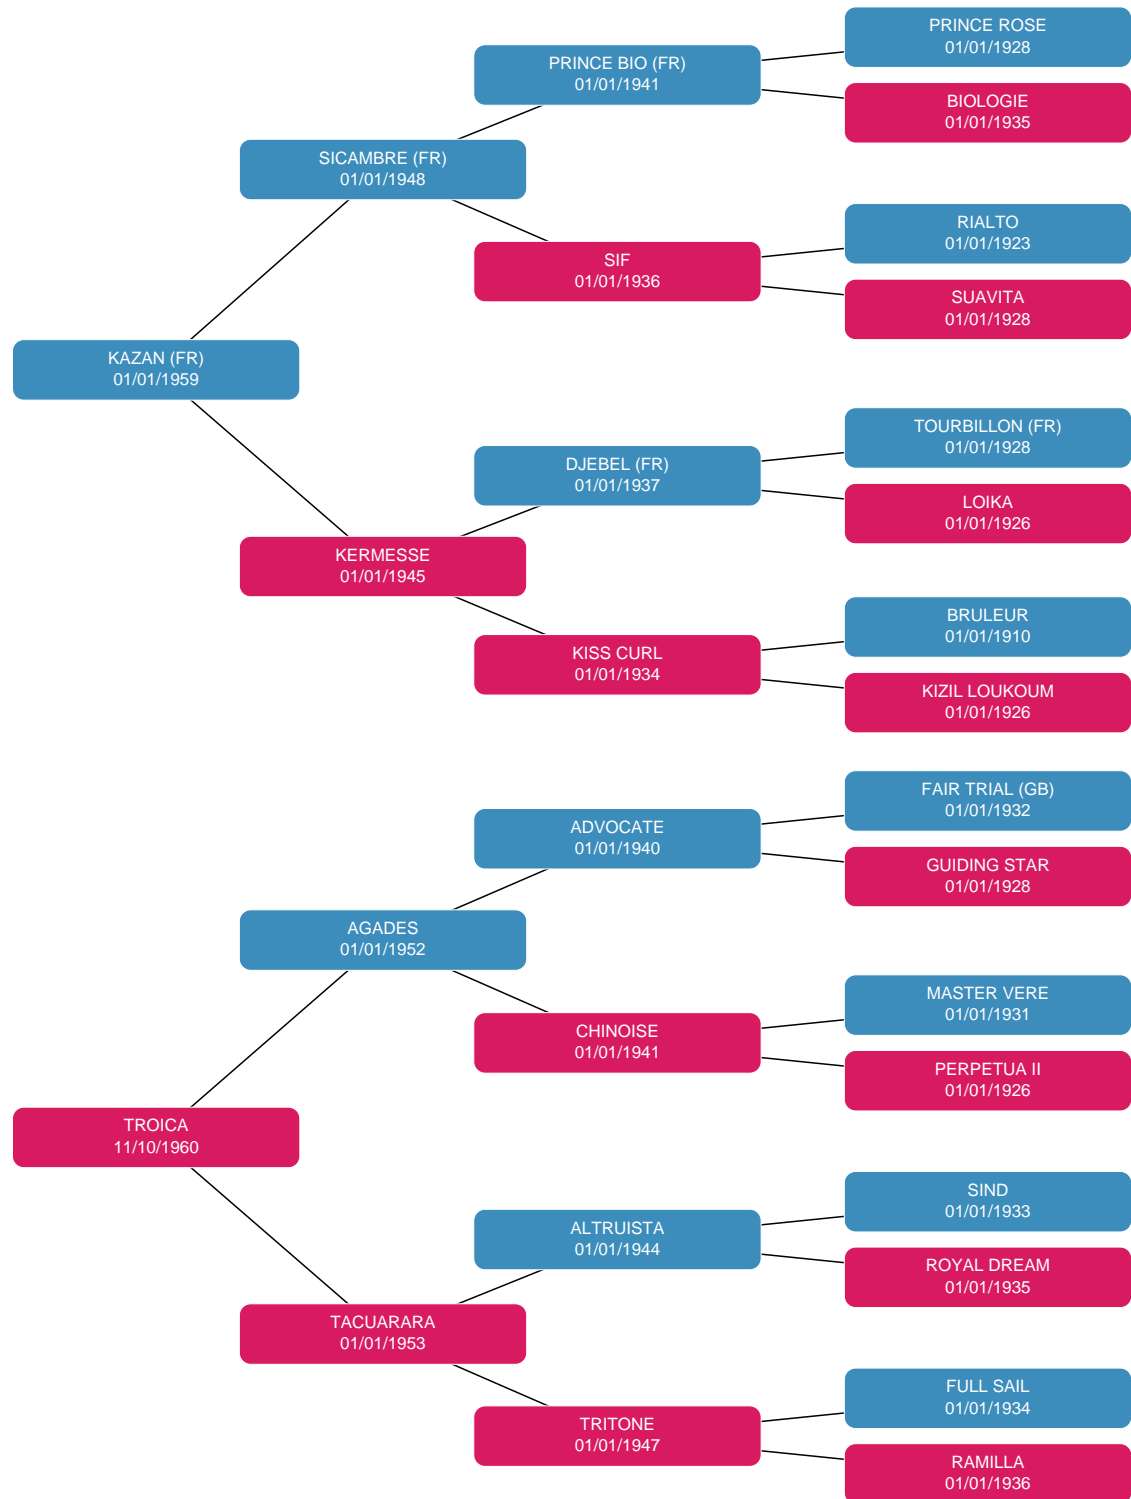 PRINCE ROSE
01/01/1928
PRINCE BIO (FR)
01/01/1941
BIOLOGIE
01/01/1935
SICAMBRE (FR)
01/01/1948
RIALTO
01/01/1923
SIF
01/01/1936
SUAVITA
01/01/1928
KAZAN (FR)
01/01/1959
TOURBILLON (FR)
01/01/1928
DJEBEL (FR)
01/01/1937
LOIKA
01/01/1926
KERMESSE
01/01/1945
BRULEUR
01/01/1910
KISS CURL
01/01/1934
KIZIL LOUKOUM
01/01/1926
FAIR TRIAL (GB)
01/01/1932
ADVOCATE
01/01/1940
GUIDING STAR
01/01/1928
AGADES
01/01/1952
MASTER VERE
01/01/1931
CHINOISE
01/01/1941
PERPETUA II
01/01/1926
TROICA
11/10/1960
SIND
01/01/1933
ALTRUISTA
01/01/1944
ROYAL DREAM
01/01/1935
TACUARARA
01/01/1953
FULL SAIL
01/01/1934
TRITONE
01/01/1947
RAMILLA
01/01/1936